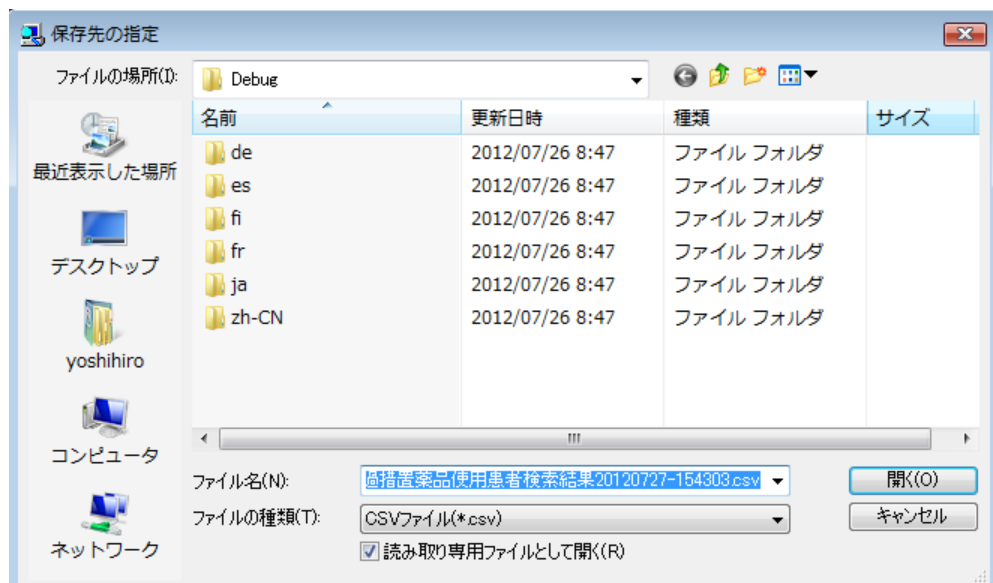 保存先の指定
ファイルの場所(I):
Debug
名前
更新日時
種類
サイズ
de
2012/07/26 8:47
ファイル フォルダ
es
2012/07/26 8:47
ファイル フォルダ
fi
2012/07/26 8:47
ファイル フォルダ
fr
2012/07/26 8:47
ファイル フォルダ
ja
2012/07/26 8:47
ファイル フォルダ
zh-CN
2012/07/26 8:47
ファイル フォルダ
最近表示した場所
デスクトップ
yoshihiro
コンピュータ
ネットワーク
ファイル名(N):
過措置薬品使用患者検索結果20120727-154303.csv
開く(O)
ファイルの種類(T):
CSVファイル(*.csv)
キャンセル
読み取り専用ファイルとして開く(R)